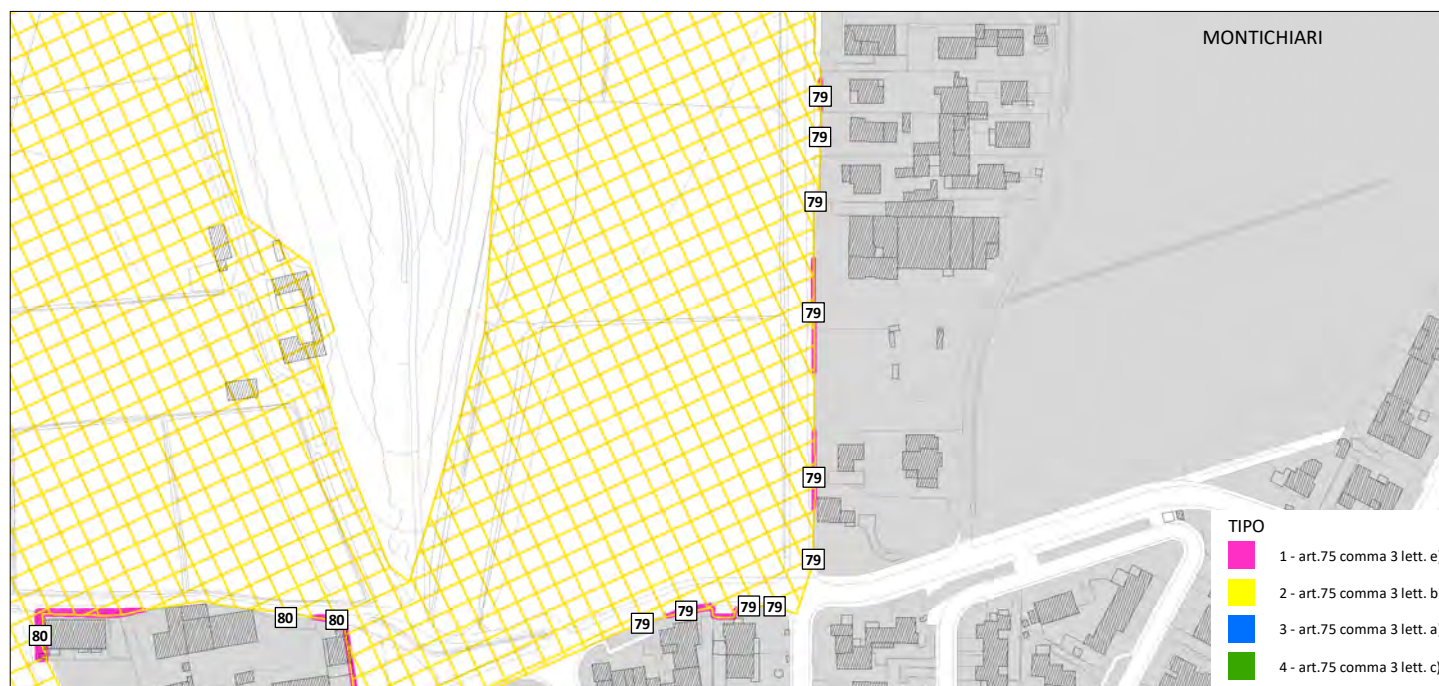 MONTICHIARI
79
79
79
79
79
79
79
79
79
79
80
80
80
TIPO
1 - art.75 comma 3 lett. e)
2 - art.75 comma 3 lett. b
3 - art.75 comma 3 lett. a)
4 - art.75 comma 3 lett. c)